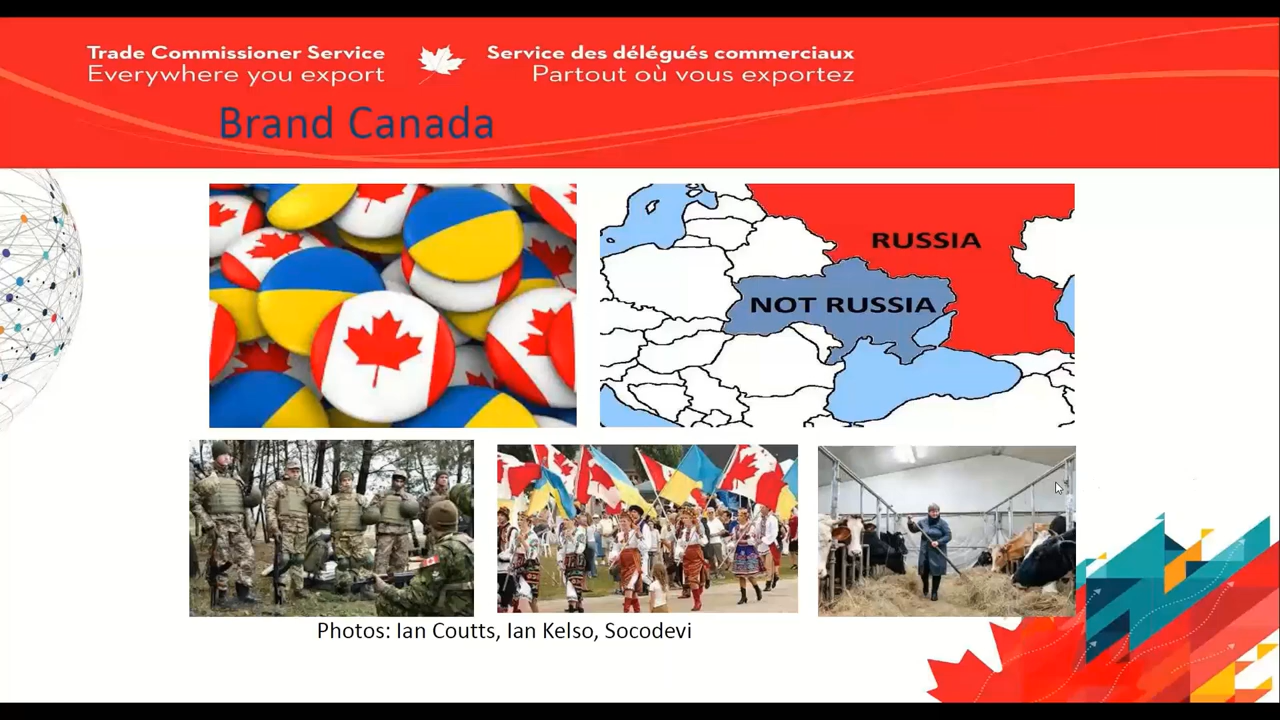 Trade Commissioner Service
Everywhere you export
Service des délégués commerciaux
Partout où vous exportez
Brand Canada
RUSSIA
NOT RUSSIA
Photos: Ian Coutts, Ian Kelso, Socodevi